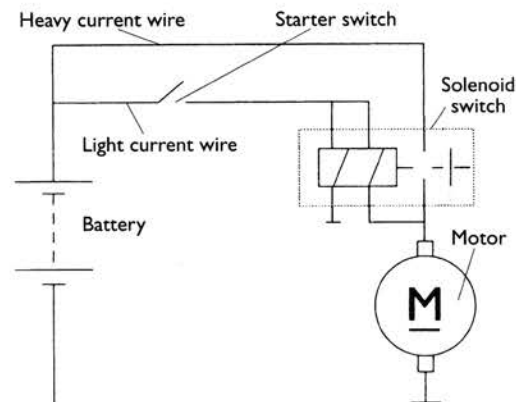 Heavy current wire
Starter switch
Solenoid
switch
Light current wire
Battery
Motor
M